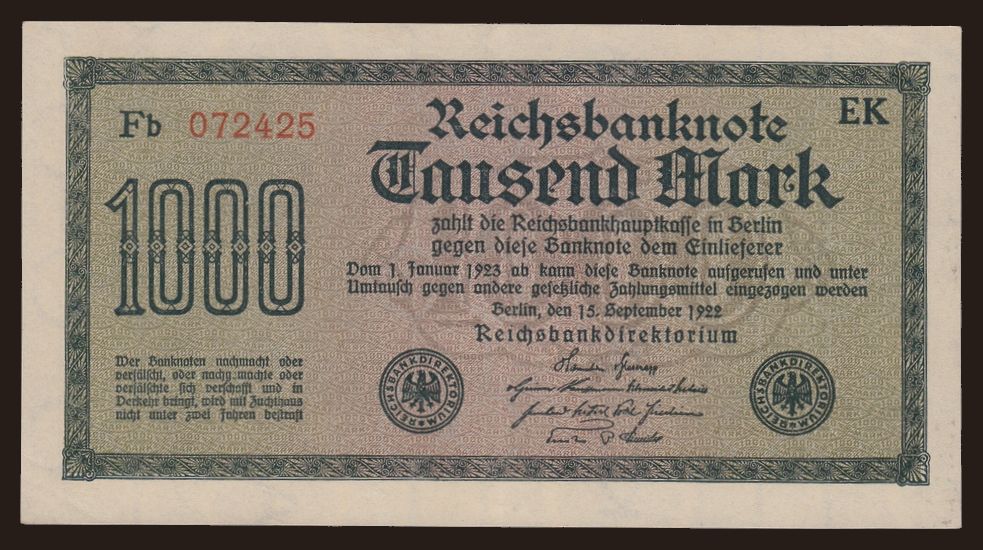 Fb 072425
EK
Reichsbanknote
Tausend Mark
1000
zahlt die Reichsbankhauptkasse in Berlin
gegen diese Banknote dem Einlieferer
Vom 1. Januar 1923 ab kann diese Banknote aufgerufen und unter
Umtausch gegen andere gesetzliche Zahlungsmittel eingezogen werden
Berlin, den 15. September 1922
Reichsbankdirektorium
Wer Banknoten nachmacht oder
verfälscht, oder nachgemachte oder
verfälschte sich verschafft und in
Verkehr bringt, wird mit Zuchthaus
nicht unter zwei Jahren bestraft
REICHSBANKDIREKTORIUM
REICHSBANKDIREKTORIUM